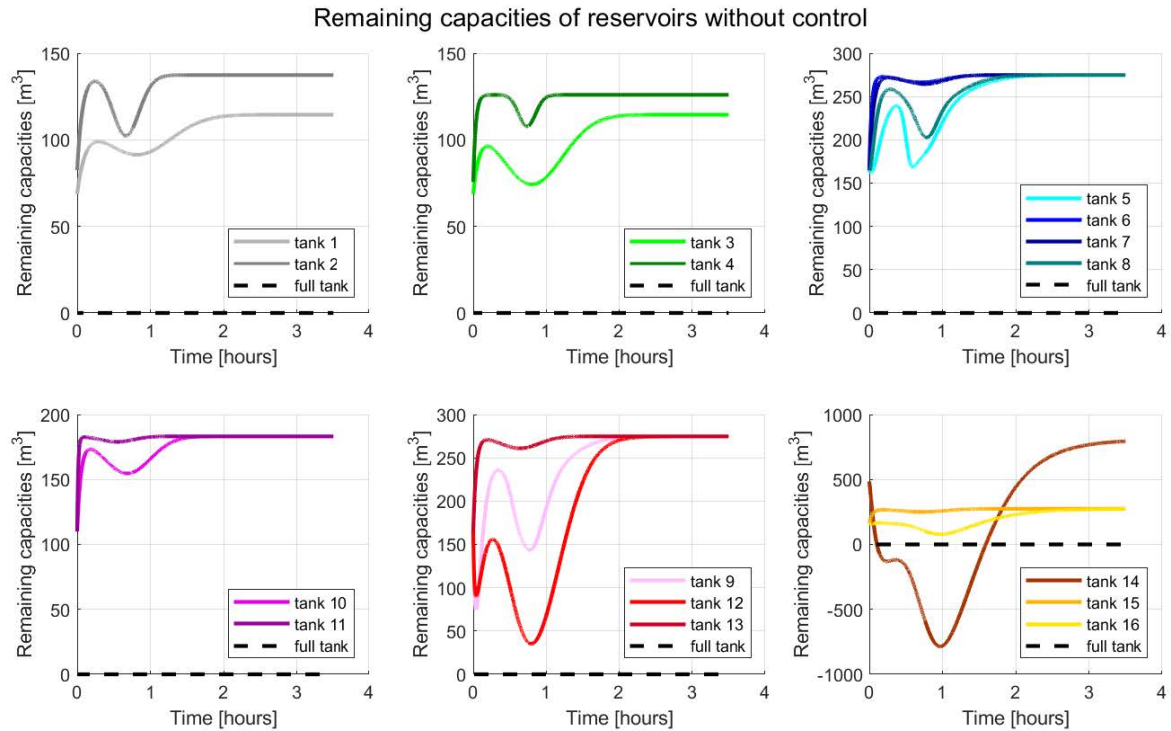 Remaining capacities of reservoirs without control
Remaining capacities [m³]
150
100
50
0
tank 1
tank 2
full tank
0 1 2 3 4
Time [hours]
Remaining capacities [m³]
150
100
50
0
tank 3
tank 4
full tank
0 1 2 3 4
Time [hours]
Remaining capacities [m³]
300
250
200
150
300
50
0
tank 5
tank 6
tank 7
tank 8
full tank
0 1 2 3 4
Time [hours]
Remaining capacities [m³]
200
150
100
50
0
tank 10
tank 11
full tank
0 1 2 3 4
Time [hours]
Remaining capacities [m³]
300
250
200
150
100
50
0
tank 9
tank 12
tank 13
full tank
0 1 2 3 4
Time [hours]
Remaining capacities [m³]
1000
500
0
-500
-1000
tank 14
tank 15
tank 16
full tank
0 1 2 3 4
Time [hours]